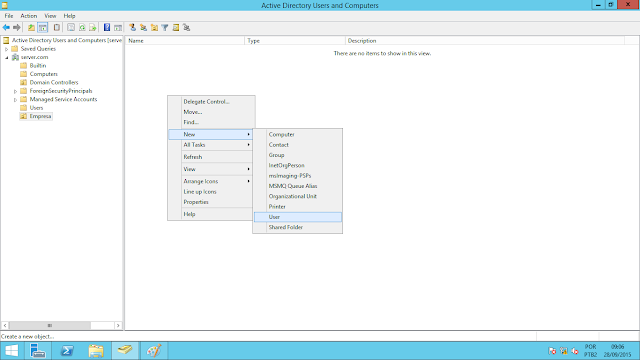 Active Directory Users and Computers
File Action View Help
Active Directory Users and Computers [serve
Saved Queries
server.com
Builtin
Computers
Domain Controllers
ForeignSecurityPrincipals
Managed Service Accounts
Users
Empresa
Name Type Description
There are no items to show in this view.
Delegate Control...
Move...
Find...
New
All Tasks
Refresh
View
Arrange Icons
Line up Icons
Properties
Help
Computer
Contact
Group
InetOrgPerson
msImaging-PSPs
MSMQ Queue Alias
Organizational Unit
Printer
User
Shared Folder
Create a new object...
POR
PTB2
09:06
28/09/2015